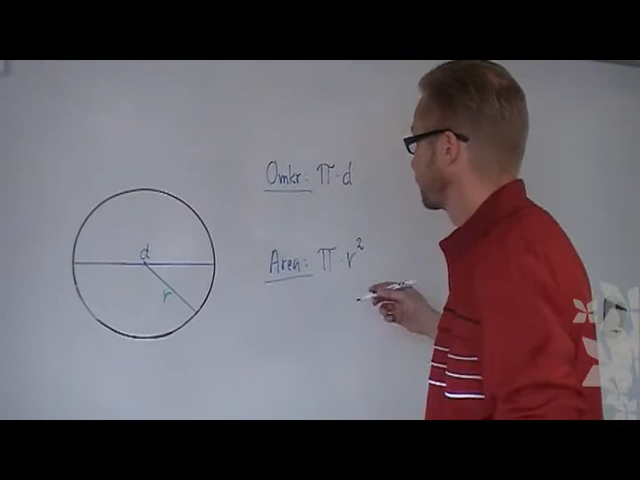 Omkr: π · d
Area: π · r²
d
r